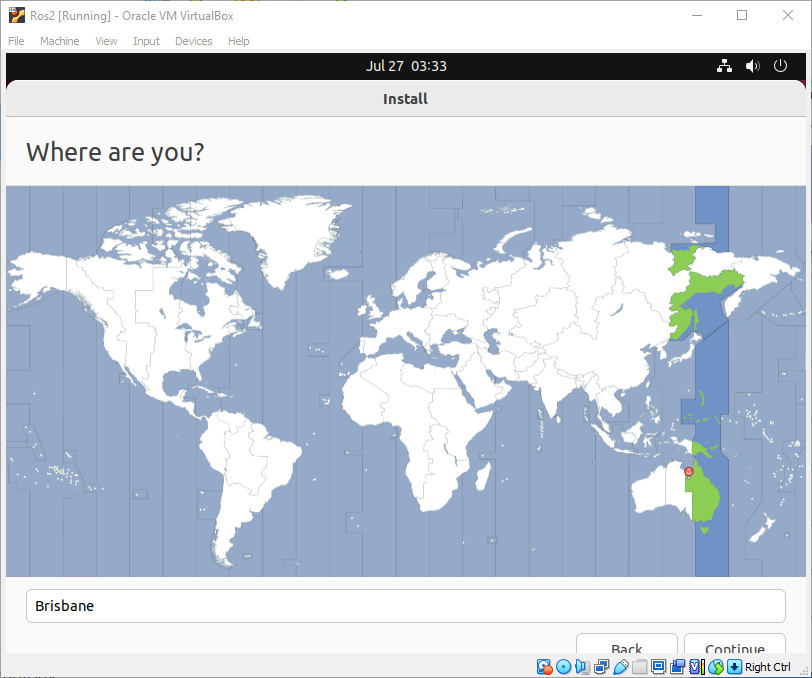 Ros2 [Running] - Oracle VM VirtualBox
File Machine View Input Devices Help
Jul 27 03:33
Install
Where are you?
Brisbane
Back Continue
Right Ctrl